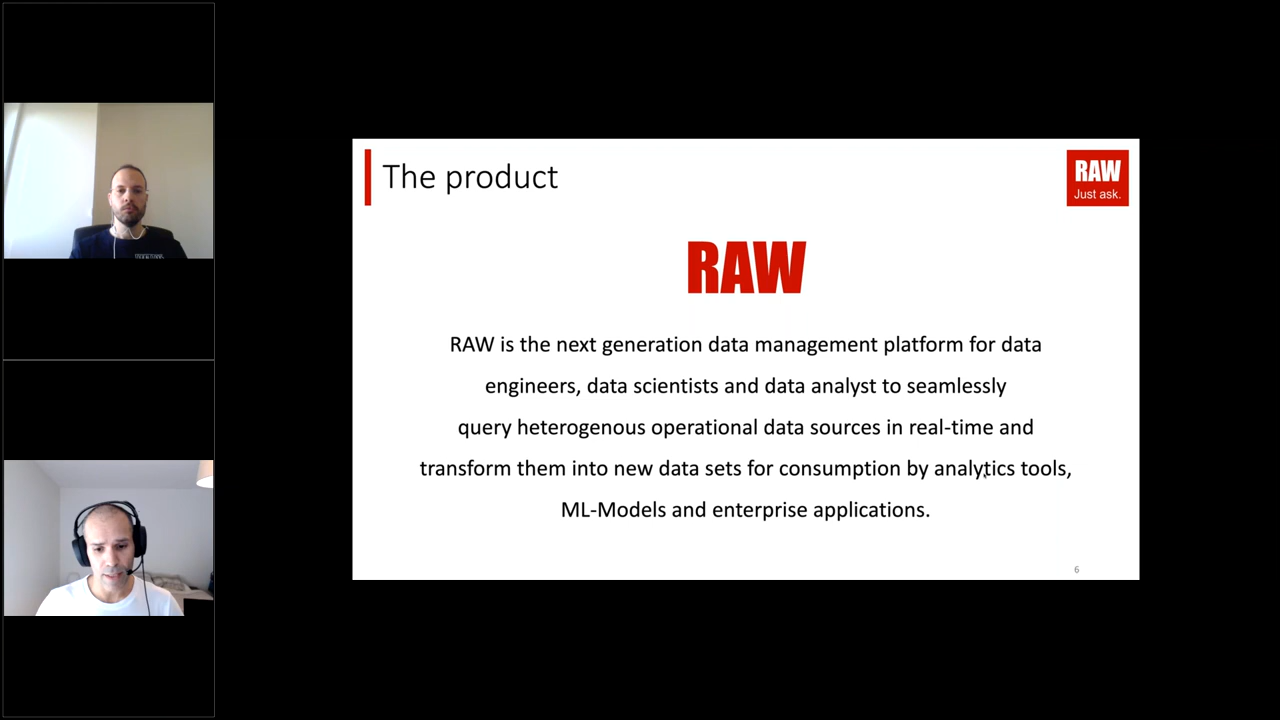 The product
RAW
Just ask.
RAW
RAW is the next generation data management platform for data
engineers, data scientists and data analyst to seamlessly
query heterogenous operational data sources in real-time and
transform them into new data sets for consumption by analytics tools,
ML-Models and enterprise applications.
6